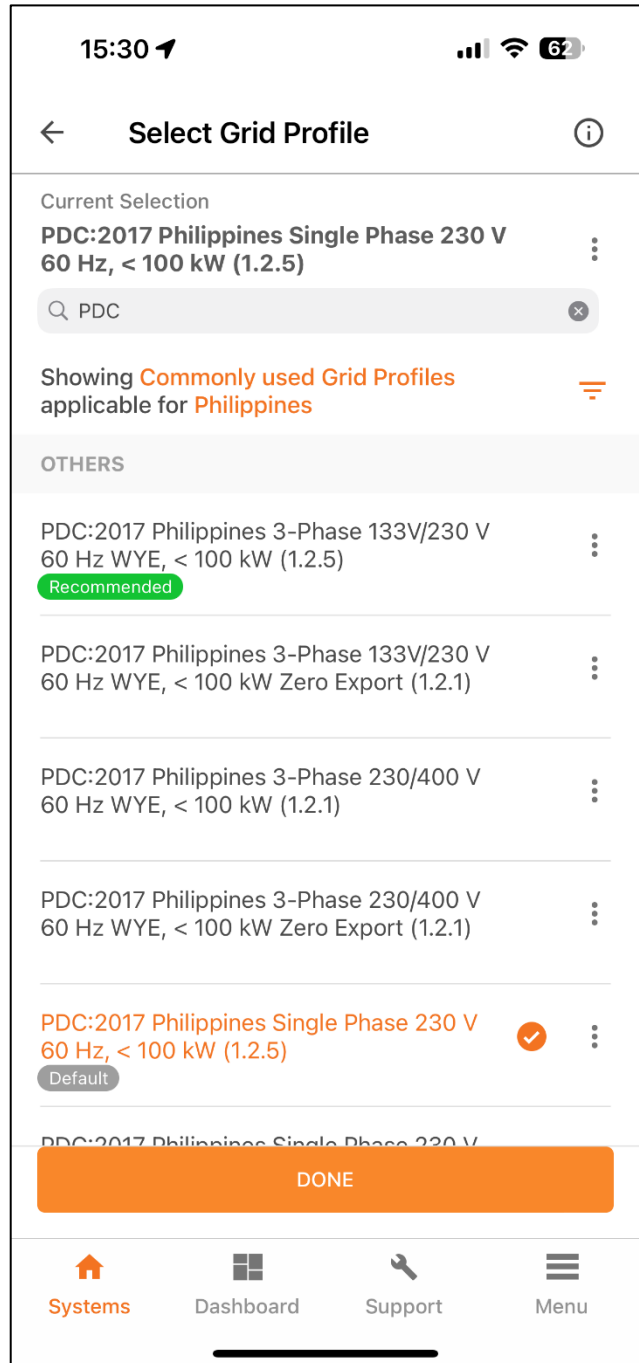 15:30
62
Select Grid Profile
Current Selection
PDC:2017 Philippines Single Phase 230 V
60 Hz, < 100 kW (1.2.5)
PDC
Showing Commonly used Grid Profiles
applicable for Philippines
OTHERS
PDC:2017 Philippines 3-Phase 133V/230 V
60 Hz WYE, < 100 kW (1.2.5)
Recommended
PDC:2017 Philippines 3-Phase 133V/230 V
60 Hz WYE, < 100 kW Zero Export (1.2.1)
PDC:2017 Philippines 3-Phase 230/400 V
60 Hz WYE, < 100 kW (1.2.1)
PDC:2017 Philippines 3-Phase 230/400 V
60 Hz WYE, < 100 kW Zero Export (1.2.1)
PDC:2017 Philippines Single Phase 230 V
60 Hz, < 100 kW (1.2.5)
Default
PDC:2017 Philippines Single Phase 230 V
DONE
Systems Dashboard Support Menu